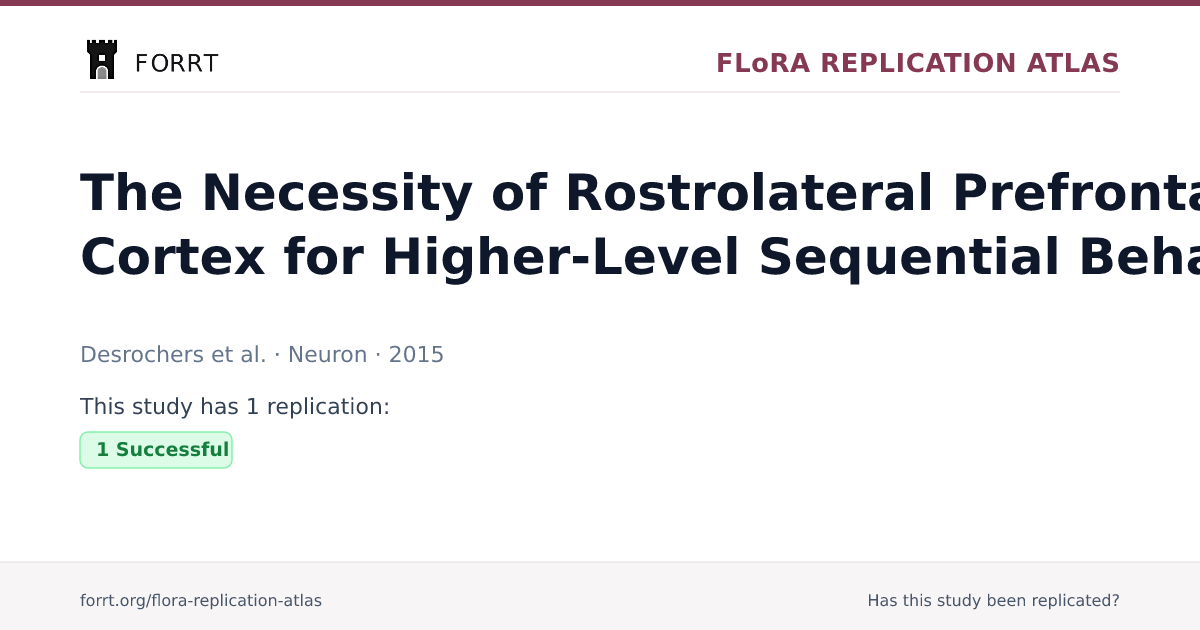 FORRT
FLoRA REPLICATION ATLAS
The Necessity of Rostrolateral Prefronta
Cortex for Higher-Level Sequential Beha
Desrochers et al. · Neuron · 2015
This study has 1 replication:
1 Successful
forrt.org/flora-replication-atlas
Has this study been replicated?